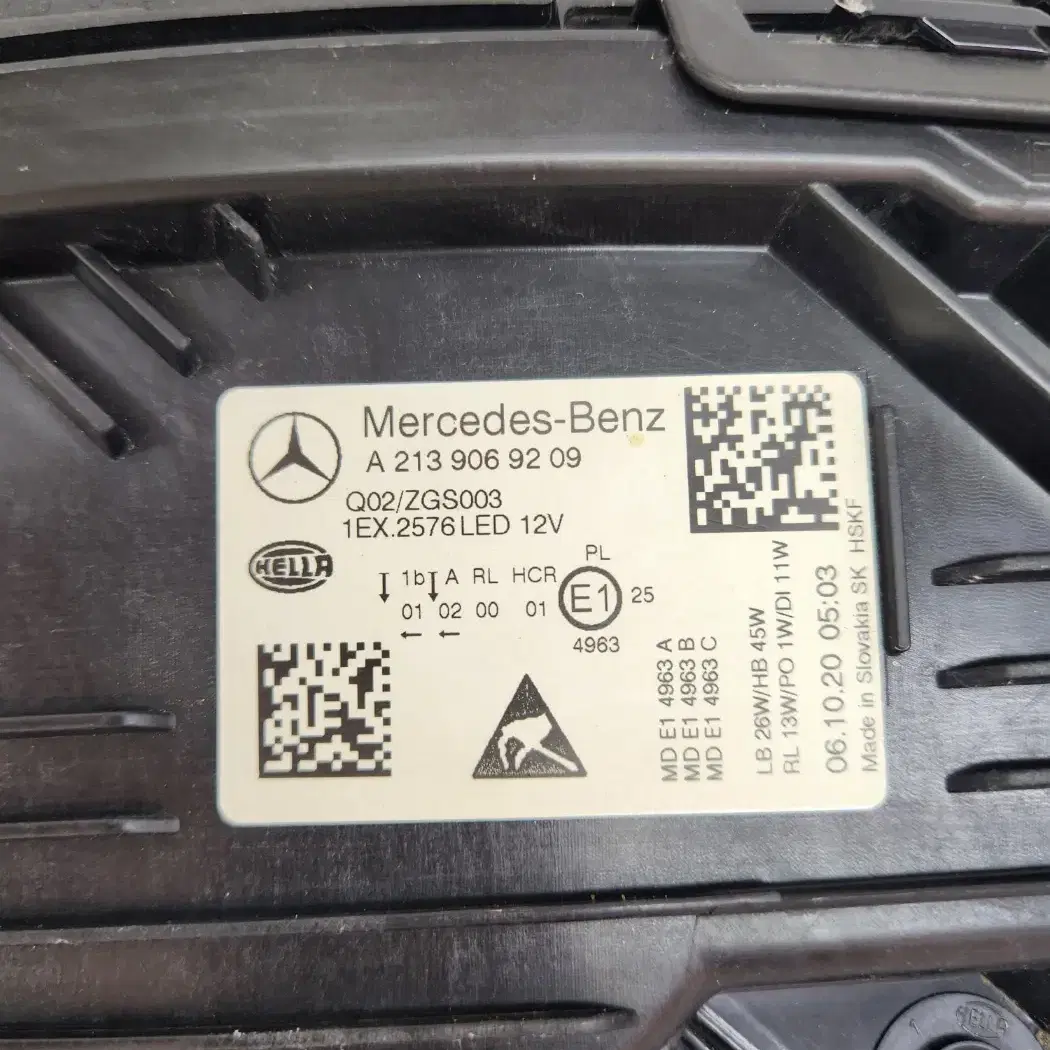 Mercedes-Benz
A 213 906 92 09
Q02/ZGS003
1EX.2576 LED 12V
HELLA
1b A RL HCR
01 02 00 01
PL
E1
25
4963
MD E1 4963 A
MD E1 4963 B
MD E1 4963 C
LB 26W/HB 45W
RL 13W/PO 1W/DI 11W
06.10.20 05:03
Made in Slovakia SK HSKF
1